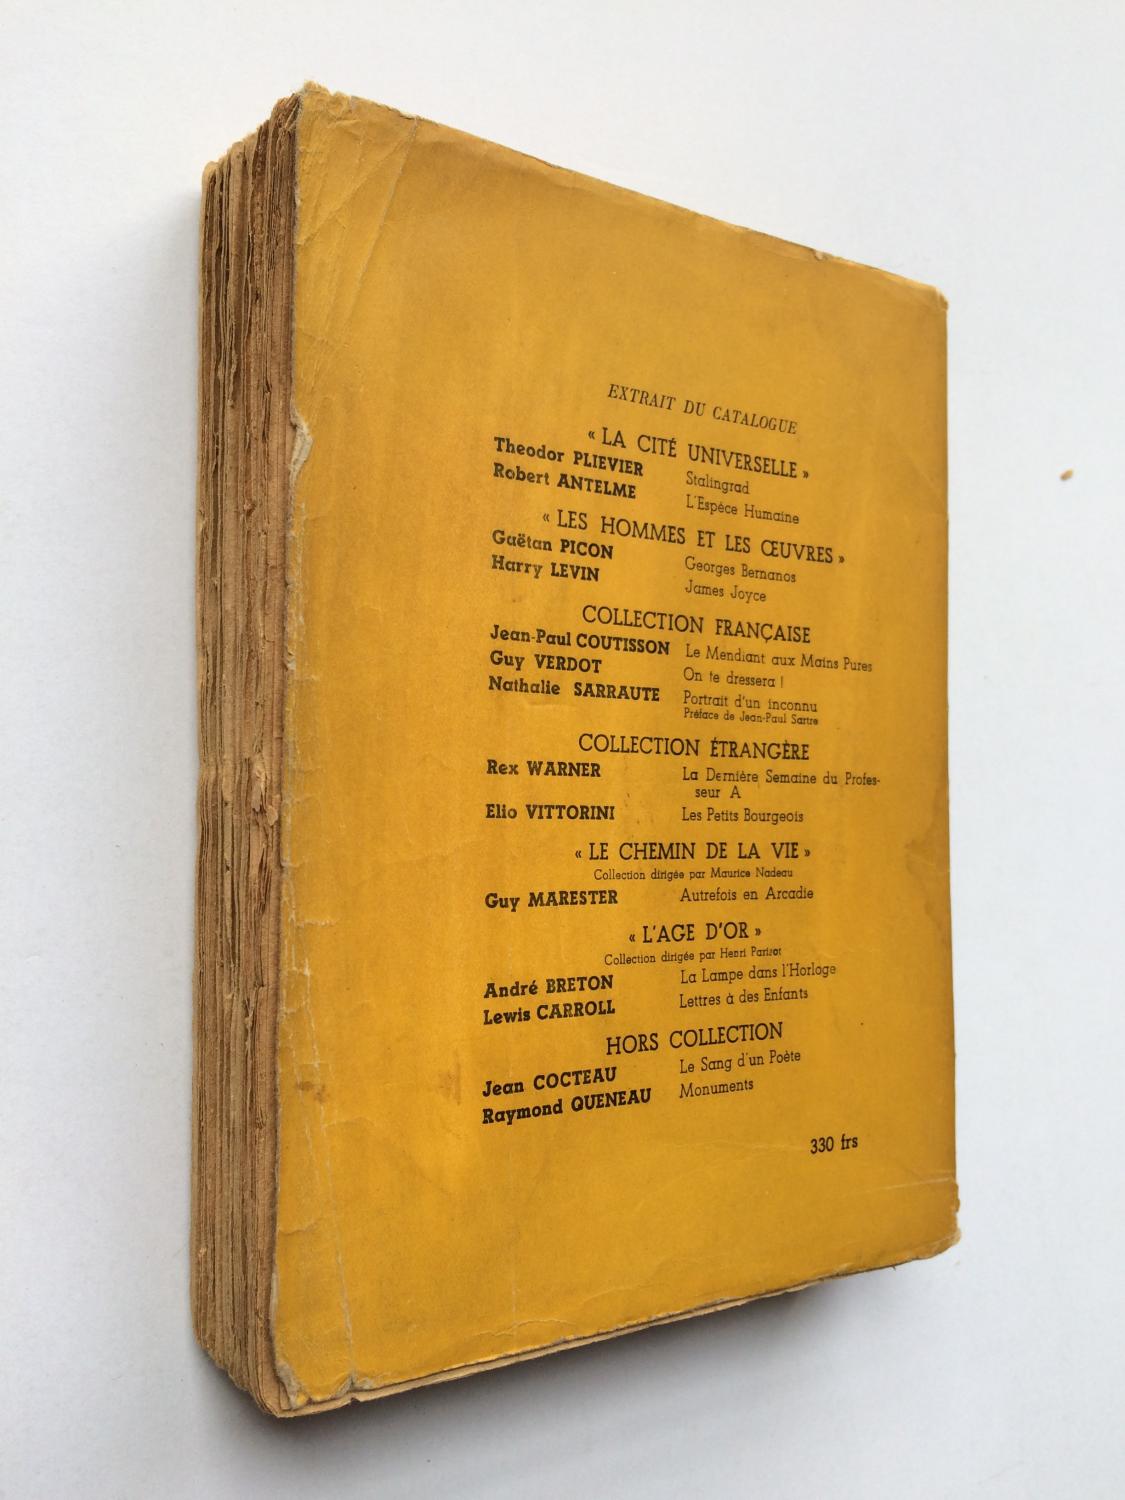 EXTRAIT DU CATALOGUE
« LA CITÉ UNIVERSELLE »
Theodor PLIEVIER Stalingrad
Robert ANTELME L'Espèce Humaine
« LES HOMMES ET LES ŒUVRES »
Gaëtan PICON Georges Bernanos
Harry LEVIN James Joyce
COLLECTION FRANÇAISE
Jean-Paul COUTISSON Le Mendiant aux Mains Pures
Guy VERDOT On te dressera !
Nathalie SARRAUTE Portrait d'un inconnu
Préface de Jean-Paul Sartre
COLLECTION ÉTRANGÈRE
Rex WARNER La Dernière Semaine du Profes-
seur A
Elio VITTORINI Les Petits Bourgeois
« LE CHEMIN DE LA VIE »
Collection dirigée par Maurice Nadeau
Guy MARESTER Autrefois en Arcadie
« L'AGE D'OR »
Collection dirigée par Henri Parisot
André BRETON La Lampe dans l'Horloge
Lewis CARROLL Lettres à des Enfants
HORS COLLECTION
Jean COCTEAU Le Sang d'un Poète
Raymond QUENEAU Monuments
330 frs